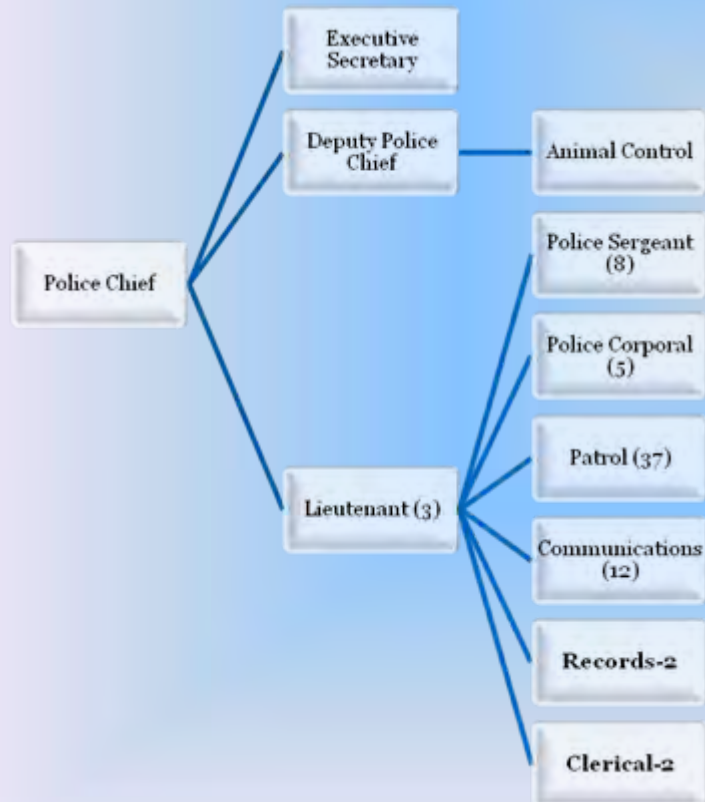 Executive
Secretary
Deputy Police
Chief
Animal Control
Police Chief
Police Sergeant
(8)
Police Corporal
(5)
Patrol (37)
Lieutenant (3)
Communications
(12)
Records-2
Clerical-2